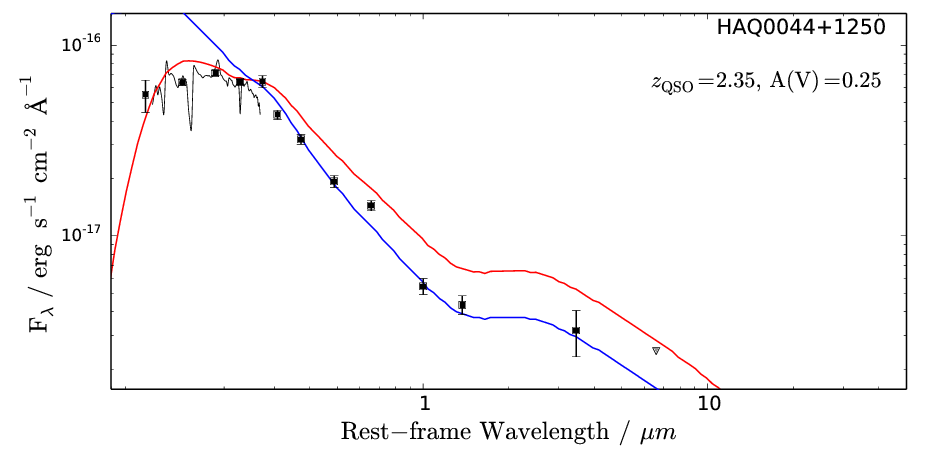 HAQ0044+1250
z_QSO=2.35, A(V)=0.25
10^-16
10^-17
F_λ / erg s^−1 cm^−2 Å^−1
1 10
Rest−frame Wavelength / μm